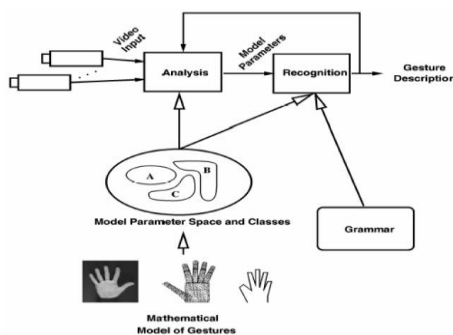 Video
Input
Analysis
Model
Parameters
Recognition
Gesture
Description
A
B
C
Model Parameter Space and Classes
Grammar
Mathematical
Model of Gestures